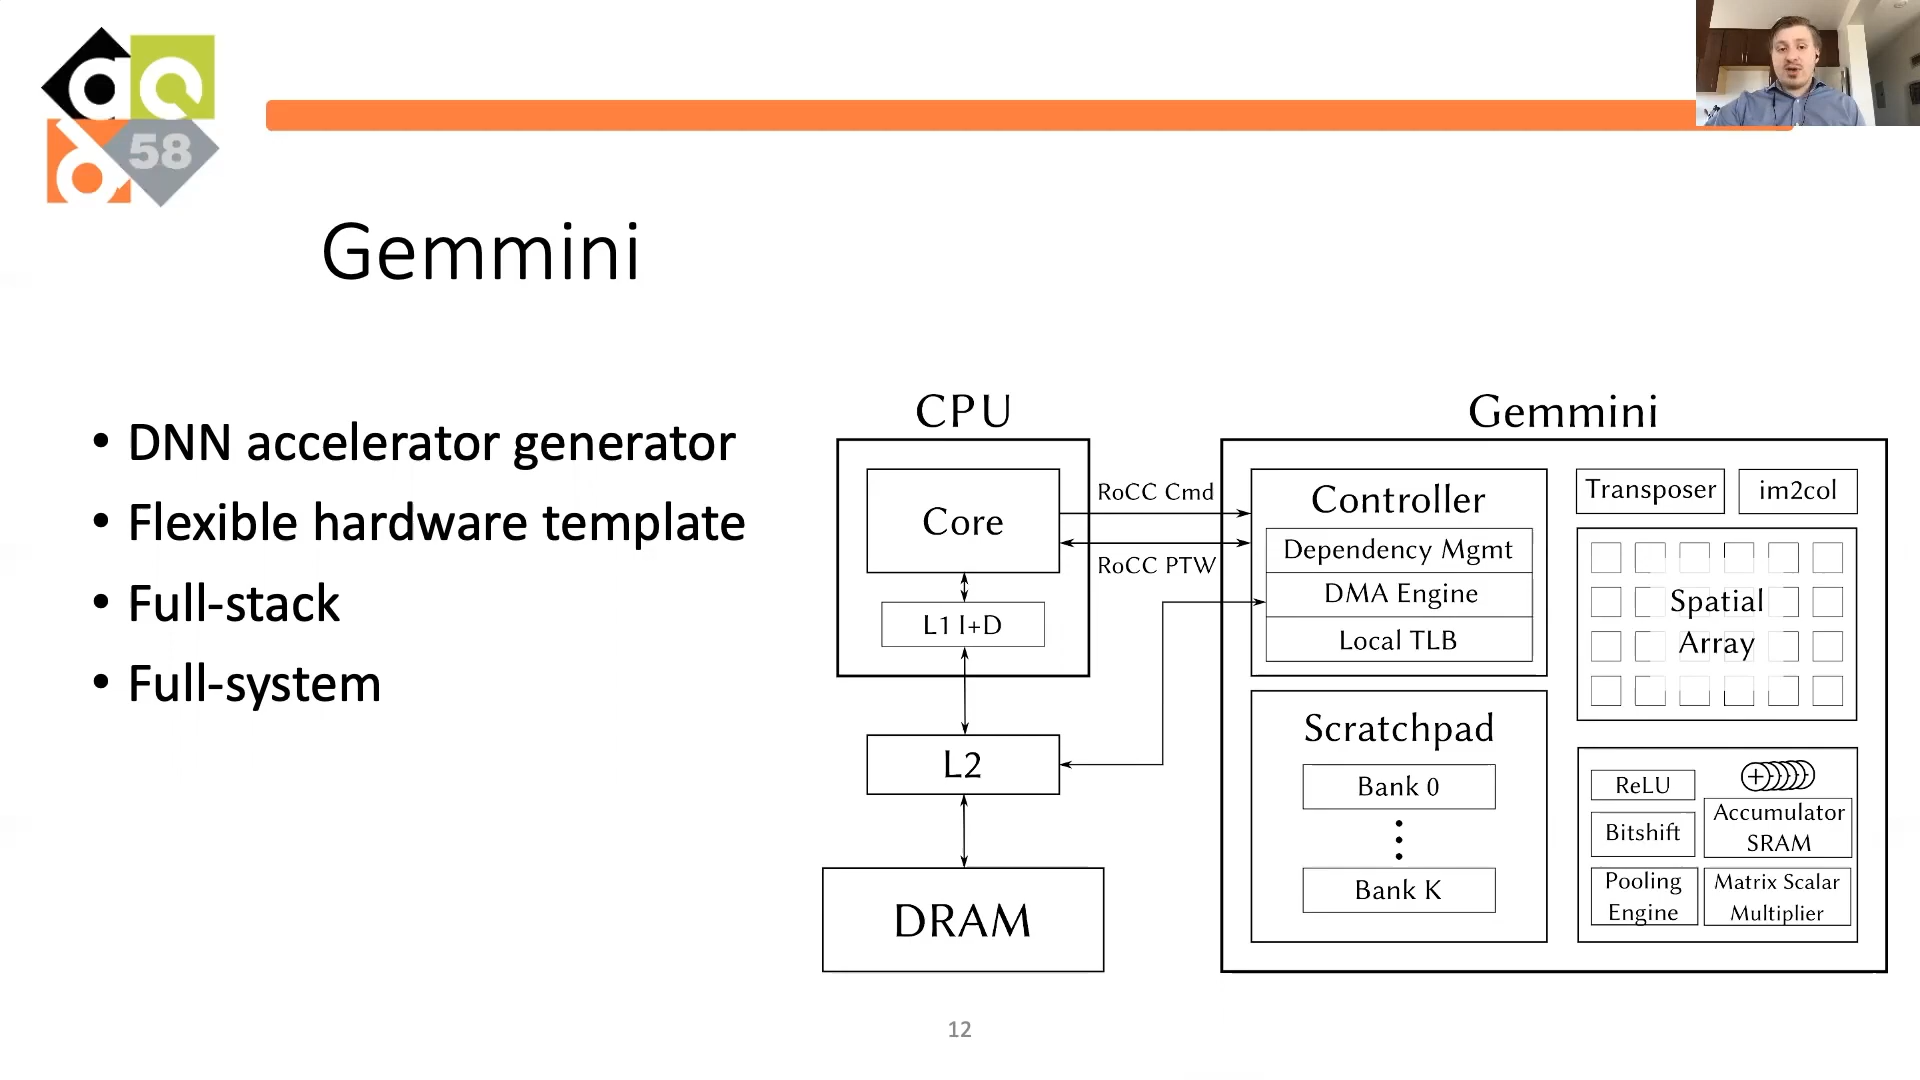 dac
58
Gemmini
• DNN accelerator generator
• Flexible hardware template
• Full-stack
• Full-system
CPU
Core
L1 I+D
L2
DRAM
RoCC Cmd
RoCC PTW
Gemmini
Controller
Dependency Mgmt
DMA Engine
Local TLB
Scratchpad
Bank 0
Bank K
Transposer
im2col
Spatial
Array
ReLU
Bitshift
Pooling
Engine
+
Accumulator
SRAM
Matrix Scalar
Multiplier
12